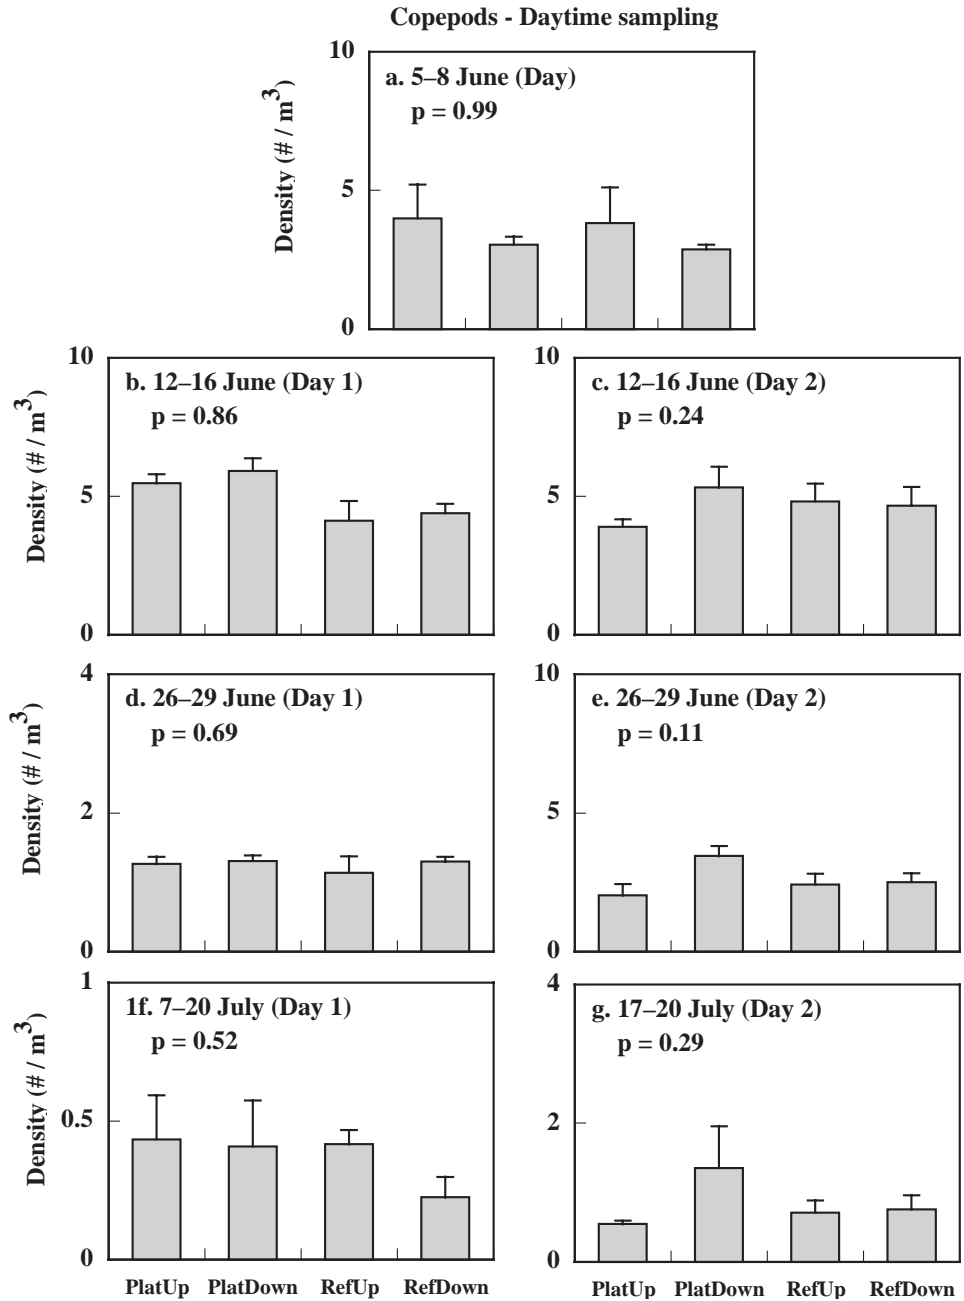 Copepods - Daytime sampling
10
a. 5–8 June (Day)
p = 0.99
Density (# / m3)
5
0
10
b. 12–16 June (Day 1)
p = 0.86
Density (# / m3)
5
0
10
c. 12–16 June (Day 2)
p = 0.24
5
0
4
d. 26–29 June (Day 1)
p = 0.69
Density (# / m3)
2
0
10
e. 26–29 June (Day 2)
p = 0.11
5
0
1
1f. 7–20 July (Day 1)
p = 0.52
Density (# / m3)
0.5
0
PlatUp PlatDown RefUp RefDown
4
g. 17–20 July (Day 2)
p = 0.29
2
0
PlatUp PlatDown RefUp RefDown